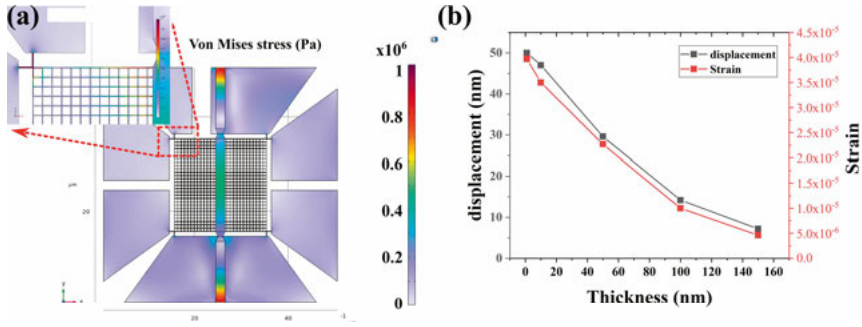 (a)
Von Mises stress (Pa)
x10⁶
1
0.8
0.6
0.4
0.2
0
μm
20
20
40
-1
y
x
(b)
displacement
Strain
50
40
30
20
10
0
displacement (nm)
4.5x10⁻⁵
4.0x10⁻⁵
3.5x10⁻⁵
3.0x10⁻⁵
2.5x10⁻⁵
2.0x10⁻⁵
1.5x10⁻⁵
1.0x10⁻⁵
5.0x10⁻⁶
0.0
Strain
0 20 40 60 80 100 120 140 160
Thickness (nm)